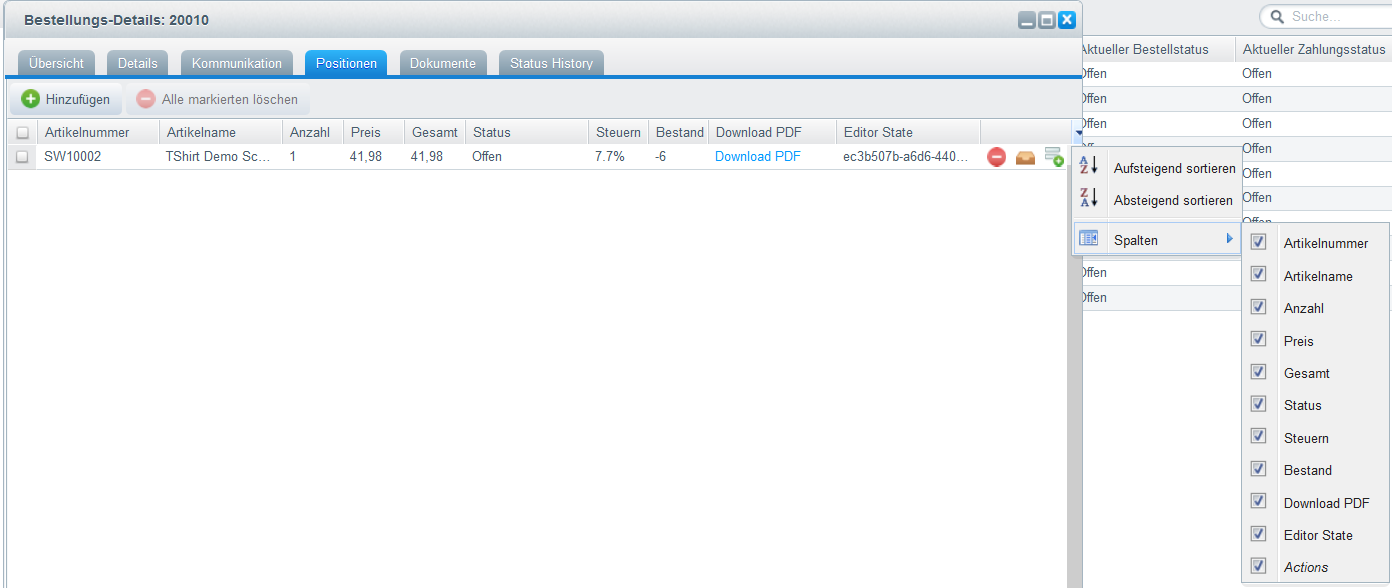 Bestellungs-Details: 20010
Suche...
Übersicht Details Kommunikation Positionen Dokumente Status History
Aktueller Bestellstatus Aktueller Zahlungsstatus
Hinzufügen Alle markierten löschen
Artikelnummer Artikelname Anzahl Preis Gesamt Status Steuern Bestand Download PDF Editor State
SW10002 TShirt Demo Sc... 1 41,98 41,98 Offen 7.7% -6 Download PDF ec3b507b-a6d6-440...
Offen Offen
Offen Offen
Offen Offen
Offen
Offen
Offen
Offen
Offen
Offen
Aufsteigend sortieren
Absteigend sortieren
Spalten
Artikelnummer
Artikelname
Anzahl
Preis
Gesamt
Status
Steuern
Bestand
Download PDF
Editor State
Actions